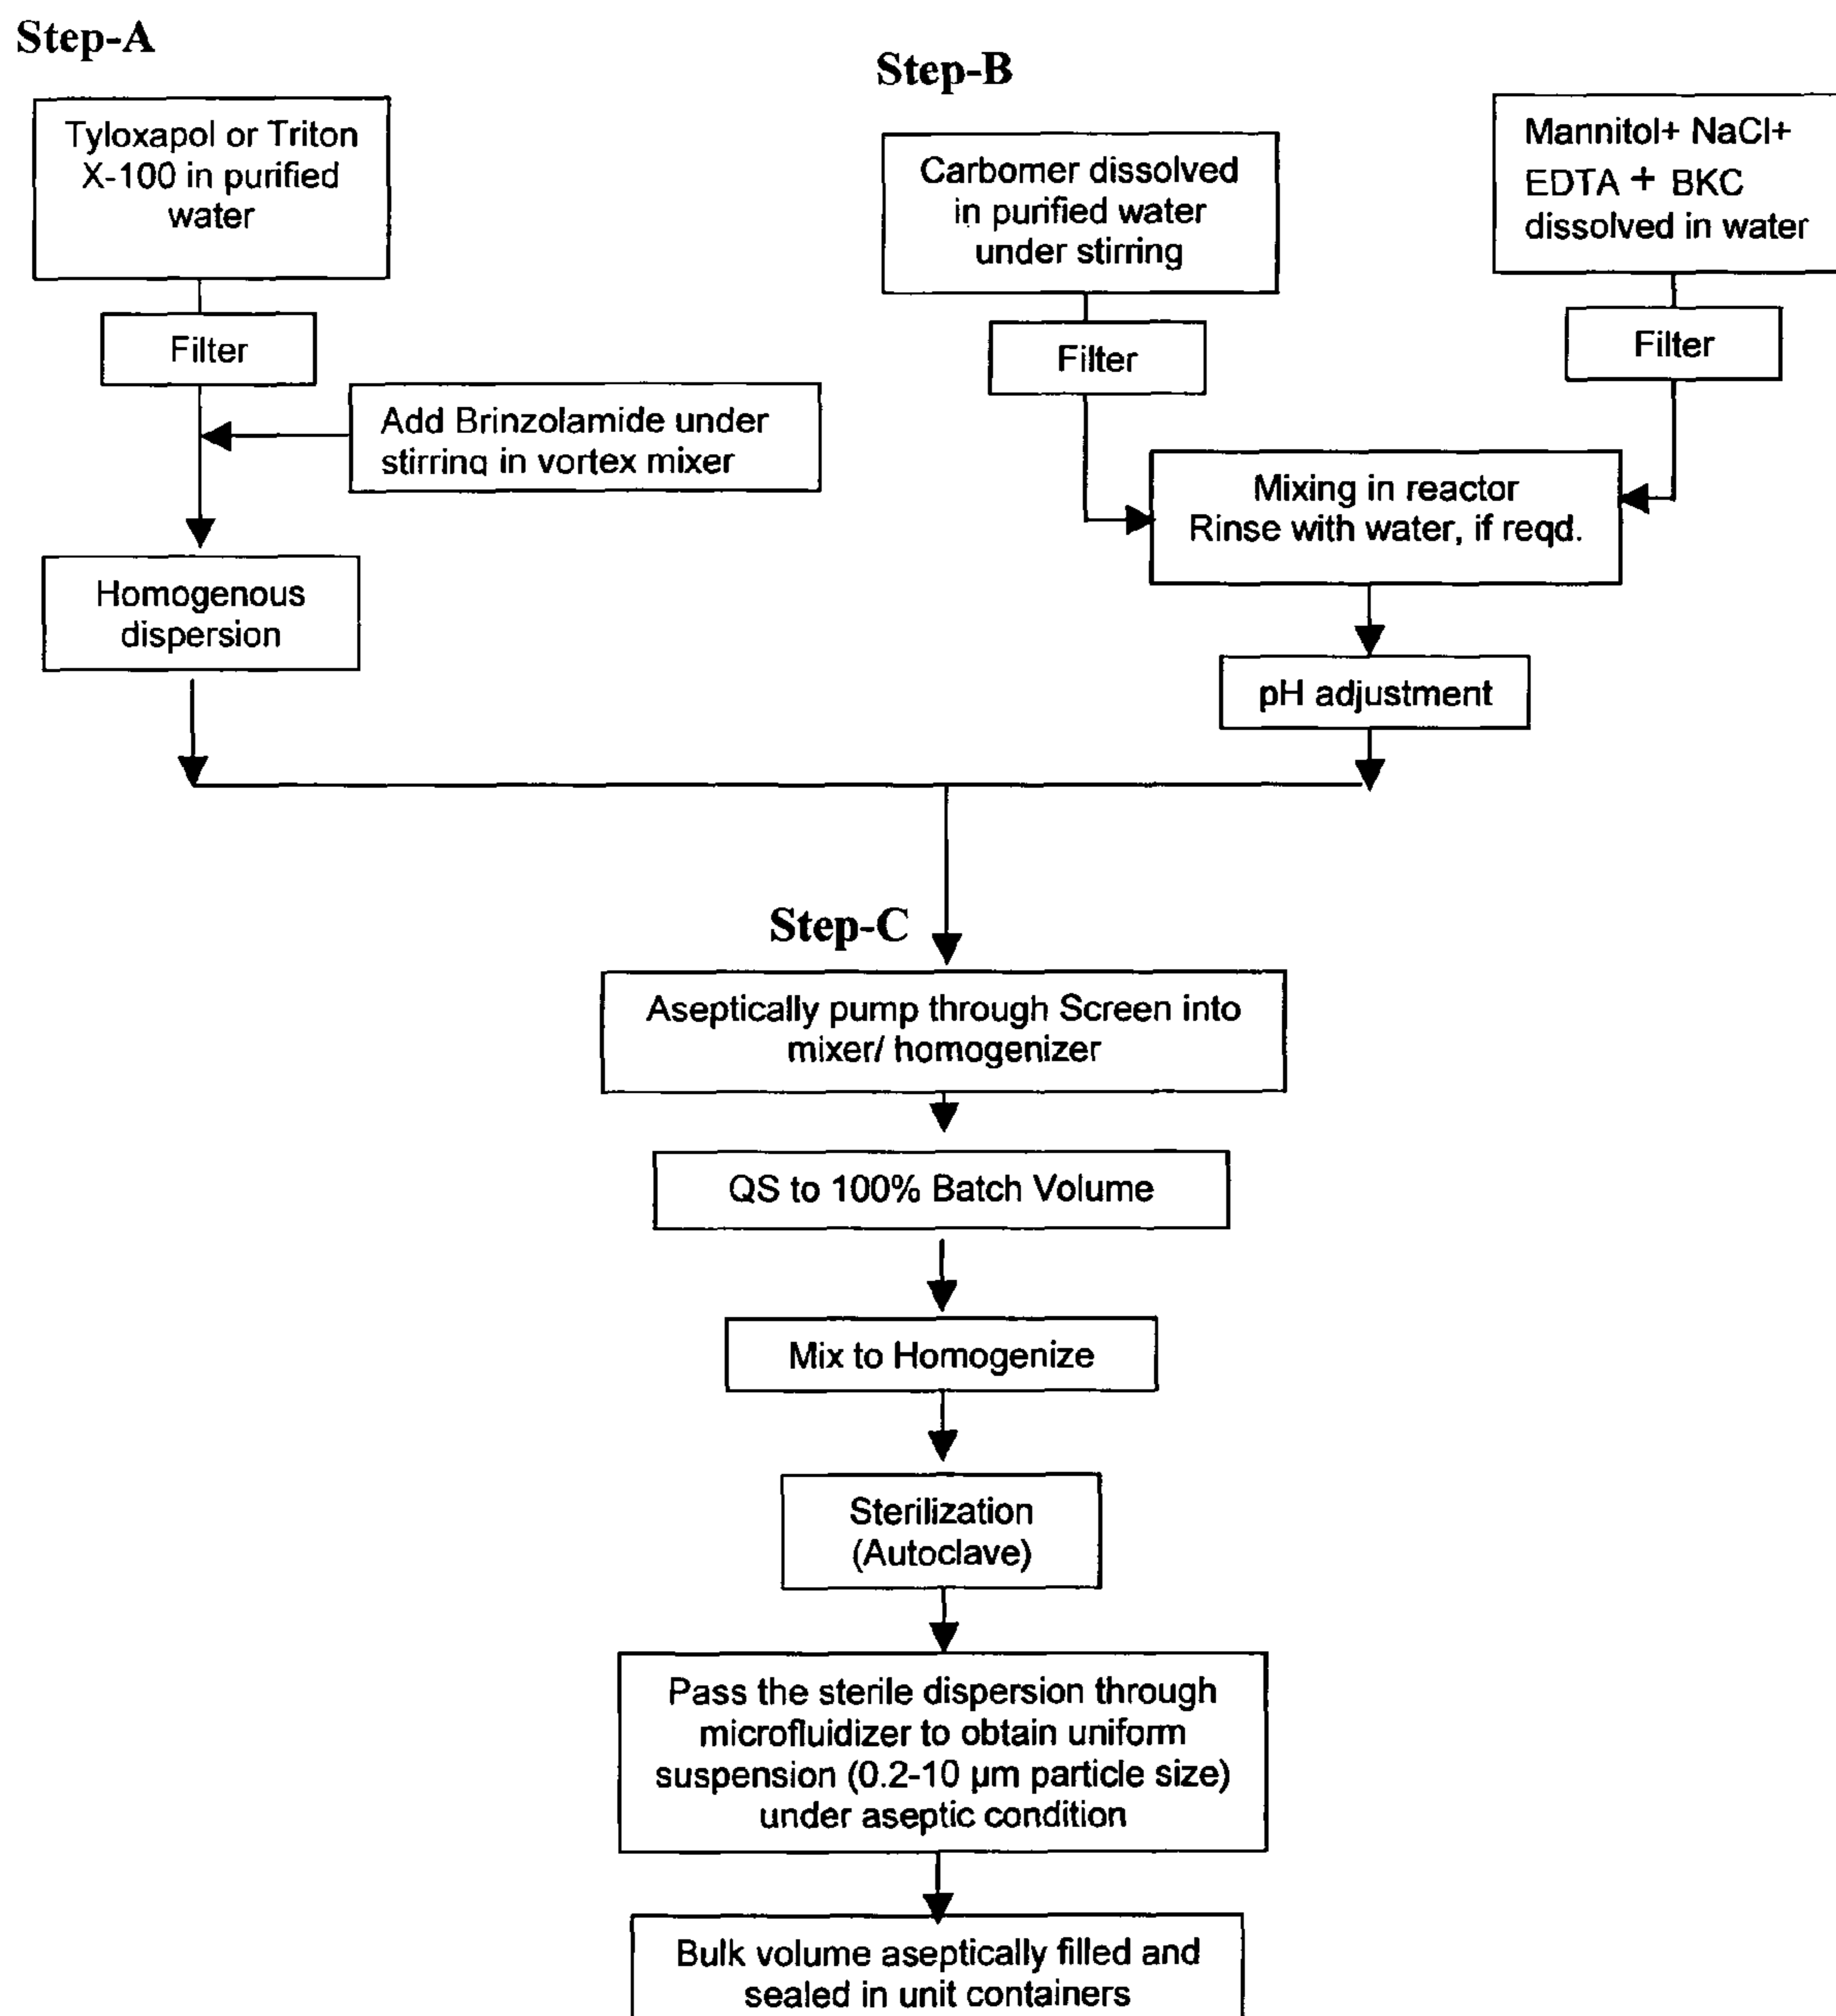 Step-A
Tyloxapol or Triton
X-100 in purified
water
Filter
Add Brinzolamide under
stirring in vortex mixer
Homogenous
dispersion
Step-B
Carbomer dissolved
in purified water
under stirring
Filter
Mannitol+ NaCl+
EDTA + BKC
dissolved in water
Filter
Mixing in reactor
Rinse with water, if reqd.
pH adjustment
Step-C
Aseptically pump through Screen into
mixer/ homogenizer
QS to 100% Batch Volume
Mix to Homogenize
Sterilization
(Autoclave)
Pass the sterile dispersion through
microfluidizer to obtain uniform
suspension (0.2-10 µm particle size)
under aseptic condition
Bulk volume aseptically filled and
sealed in unit containers